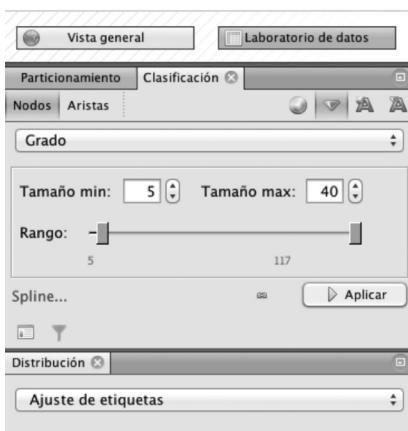 Vista general Laboratorio de datos
Particionamiento Clasificación
Nodos Aristas
Grado
Tamaño min: 5 Tamaño max: 40
Rango:
5 117
Spline... Aplicar
Distribución
Ajuste de etiquetas